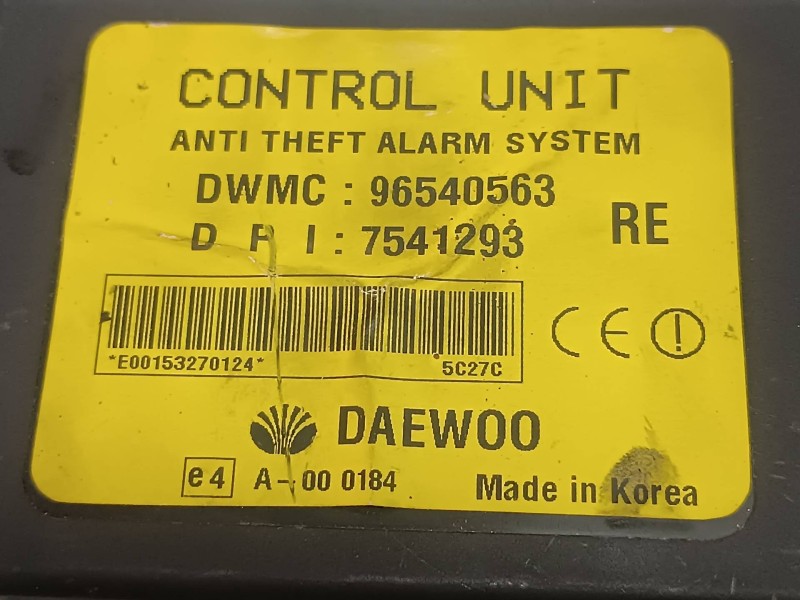 CONTROL UNIT
ANTI THEFT ALARM SYSTEM
DWMC : 96540563
D P I : 7541293
RE
CE
*E00153270124* 5C27C
DAEWOO
e4 A- 00 0184 Made in Korea